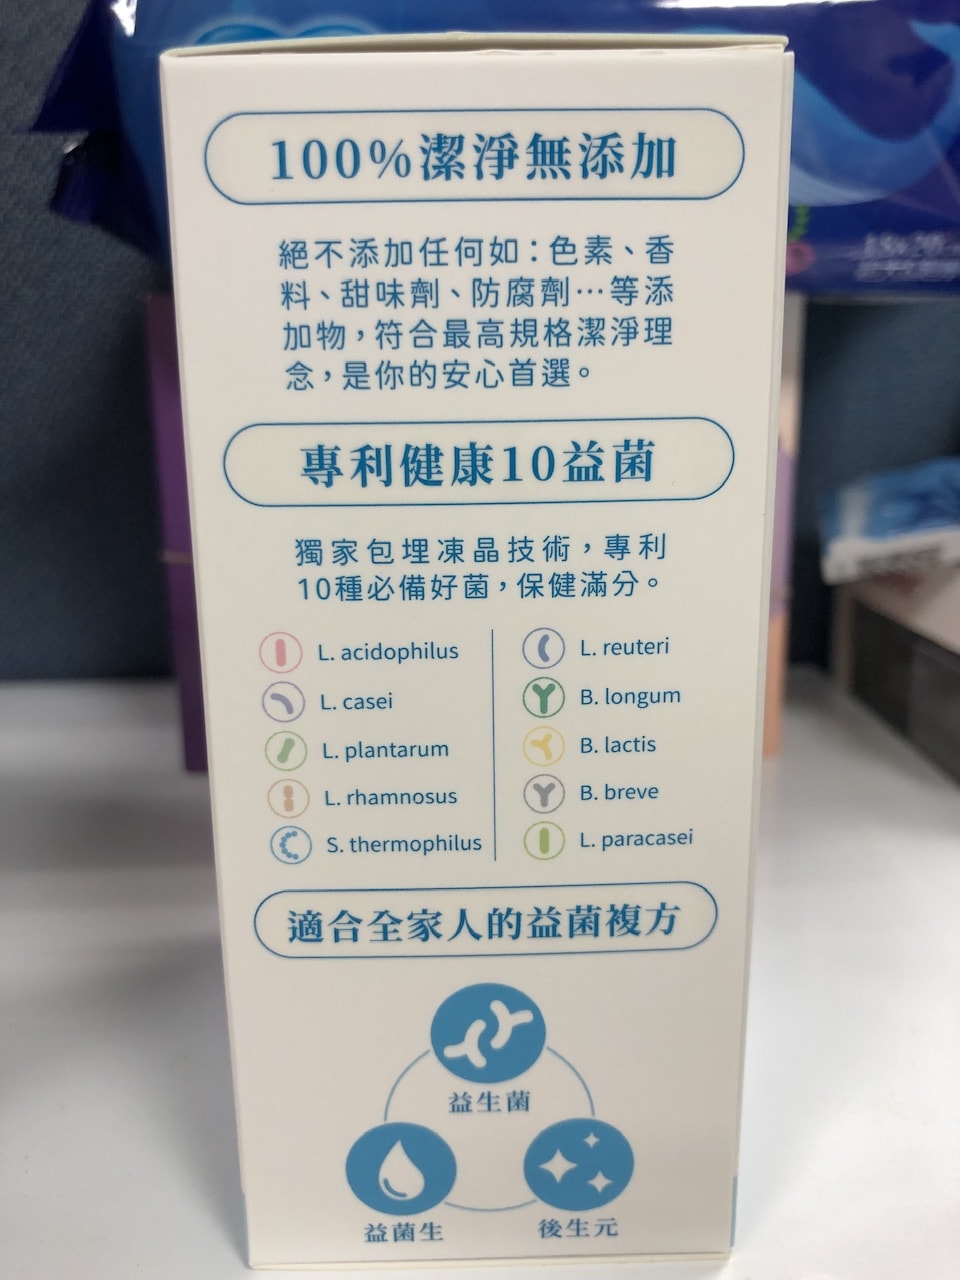 100%潔淨無添加
絕不添加任何如：色素、香
料、甜味劑、防腐劑…等添
加物，符合最高規格潔淨理
念，是你的安心首選。
專利健康10益菌
獨家包埋凍晶技術，專利
10種必備好菌，保健滿分。
L. acidophilus
L. casei
L. plantarum
L. rhamnosus
S. thermophilus
L. reuteri
B. longum
B. lactis
B. breve
L. paracasei
適合全家人的益菌複方
益生菌
益菌生
後生元